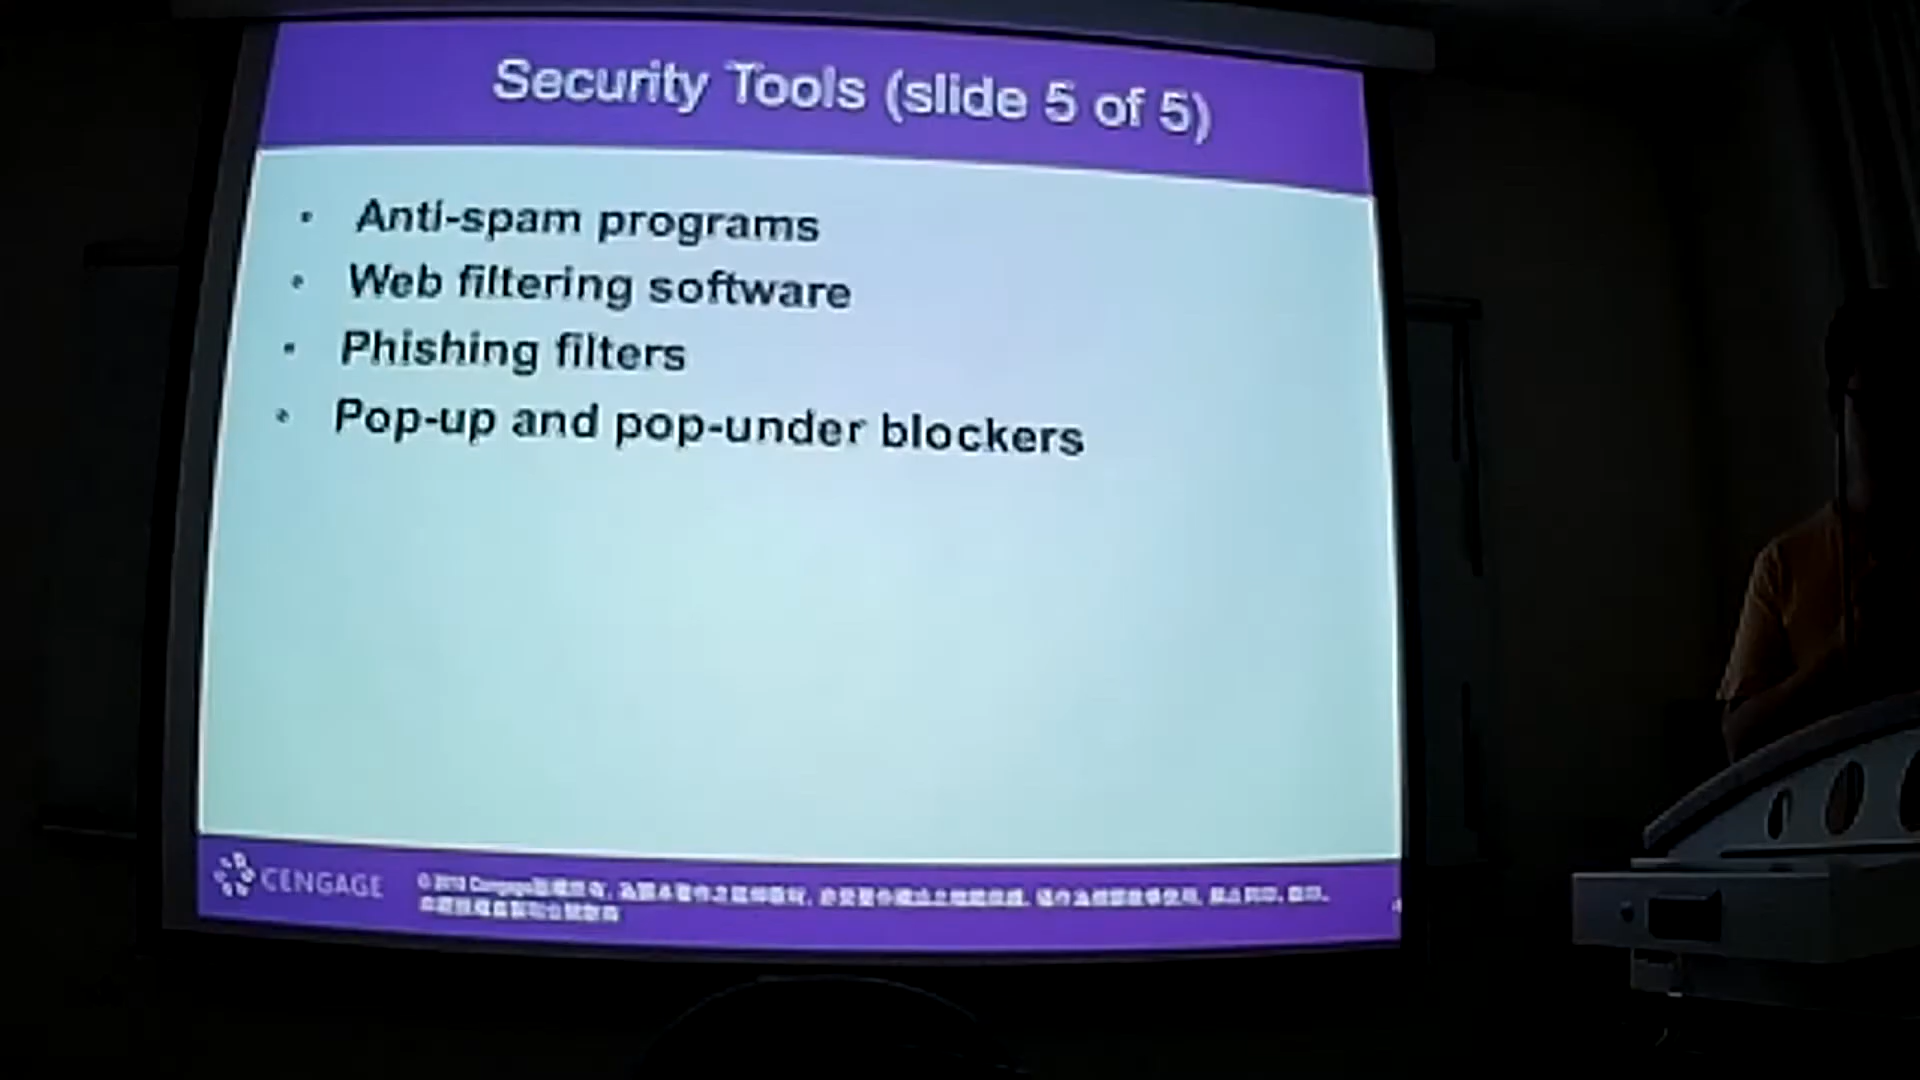 Security Tools (slide 5 of 5)
• Anti-spam programs
• Web filtering software
• Phishing filters
• Pop-up and pop-under blockers
CENGAGE